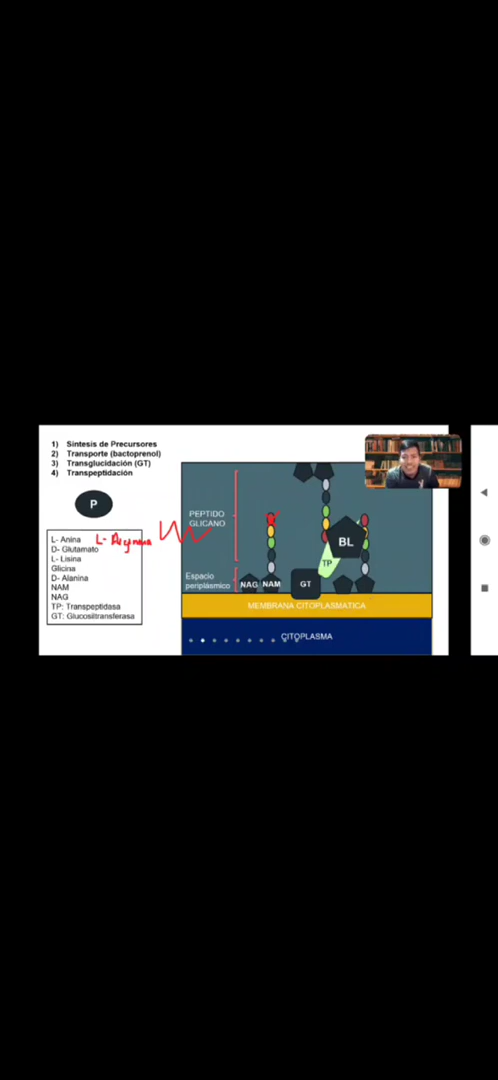 1) Síntesis de Precursores
2) Transporte (bactoprenol)
3) Transglucidación (GT)
4) Transpeptidación
P
L- Anina L- Alanina
D- Glutamato
L- Lisina
Glicina
D- Alanina
NAM
NAG
TP: Transpeptidasa
GT: Glucosiltransferasa
PEPTIDO
GLICANO
BL
TP
Espacio
periplásmico
NAG NAM
GT
MEMBRANA CITOPLASMATICA
CITOPLASMA